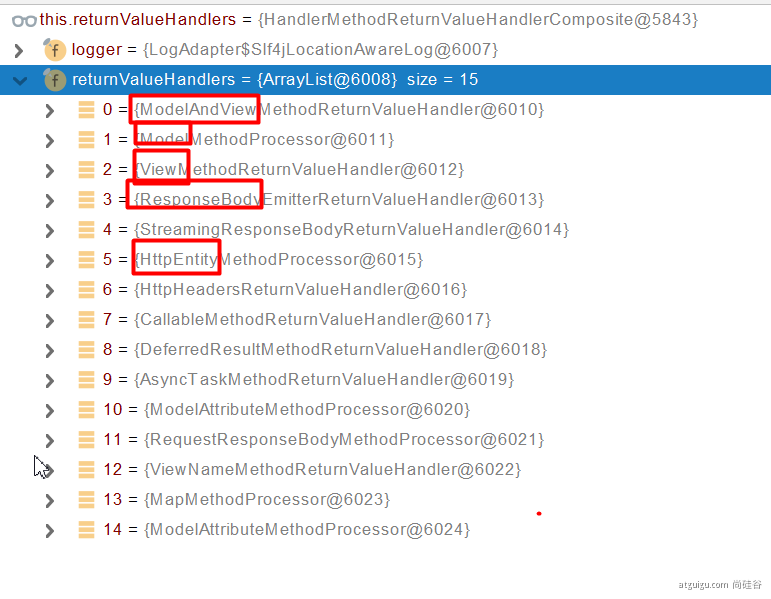 this.returnValueHandlers = {HandlerMethodReturnValueHandlerComposite@5843}
f logger = {LogAdapter$Slf4jLocationAwareLog@6007}
f returnValueHandlers = {ArrayList@6008} size = 15
0 = {ModelAndViewMethodReturnValueHandler@6010}
1 = {ModelMethodProcessor@6011}
2 = {ViewMethodReturnValueHandler@6012}
3 = {ResponseBodyEmitterReturnValueHandler@6013}
4 = {StreamingResponseBodyReturnValueHandler@6014}
5 = {HttpEntityMethodProcessor@6015}
6 = {HttpHeadersReturnValueHandler@6016}
7 = {CallableMethodReturnValueHandler@6017}
8 = {DeferredResultMethodReturnValueHandler@6018}
9 = {AsyncTaskMethodReturnValueHandler@6019}
10 = {ModelAttributeMethodProcessor@6020}
11 = {RequestResponseBodyMethodProcessor@6021}
12 = {ViewNameMethodReturnValueHandler@6022}
13 = {MapMethodProcessor@6023}
14 = {ModelAttributeMethodProcessor@6024}
atguigu.com 尚硅谷